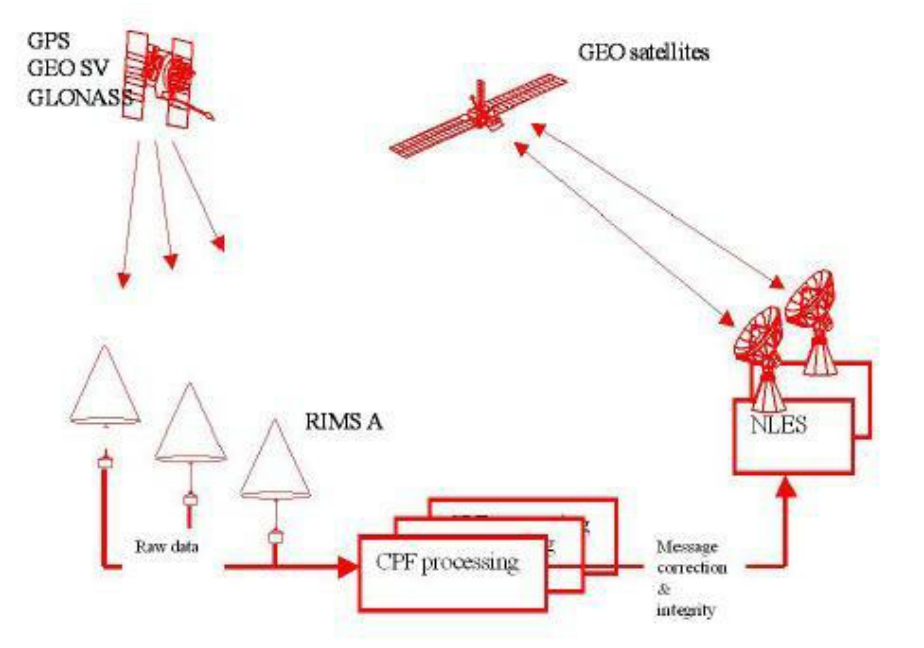 GPS
GEO SV
GLONASS
GEO satellites
RIMS A
NLES
Raw data
CPF processing
Message
correction
&
integrity